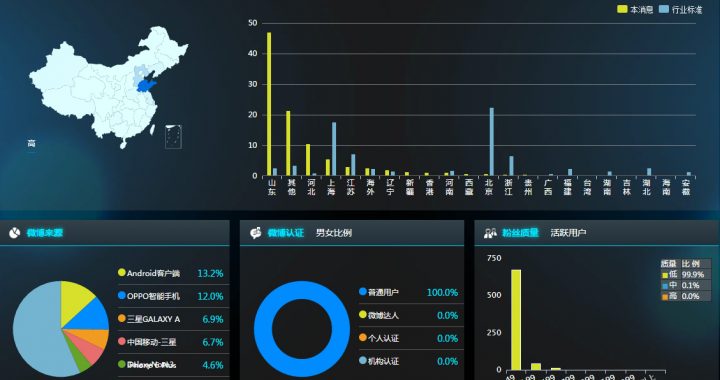 本消息 行业标准
50
40
30
20
10
0
山东 其他 河北 上海 江苏 海外 辽宁 新疆 香港 河南 西藏 北京 浙江 贵州 广西 福建 台湾 湖南 吉林 湖北 海南 安徽
高
微博来源
Android客户端 13.2%
OPPO智能手机 12.0%
三星GALAXY A 6.9%
中国移动-三星 6.7%
4.6%
微博认证 男女比例
普通用户 100.0%
微博达人 0.0%
个人认证 0.0%
机构认证 0.0%
粉丝质量 活跃用户
质量 比 例
低 99.9%
中 0.1%
高 0.0%
750
500
250
0